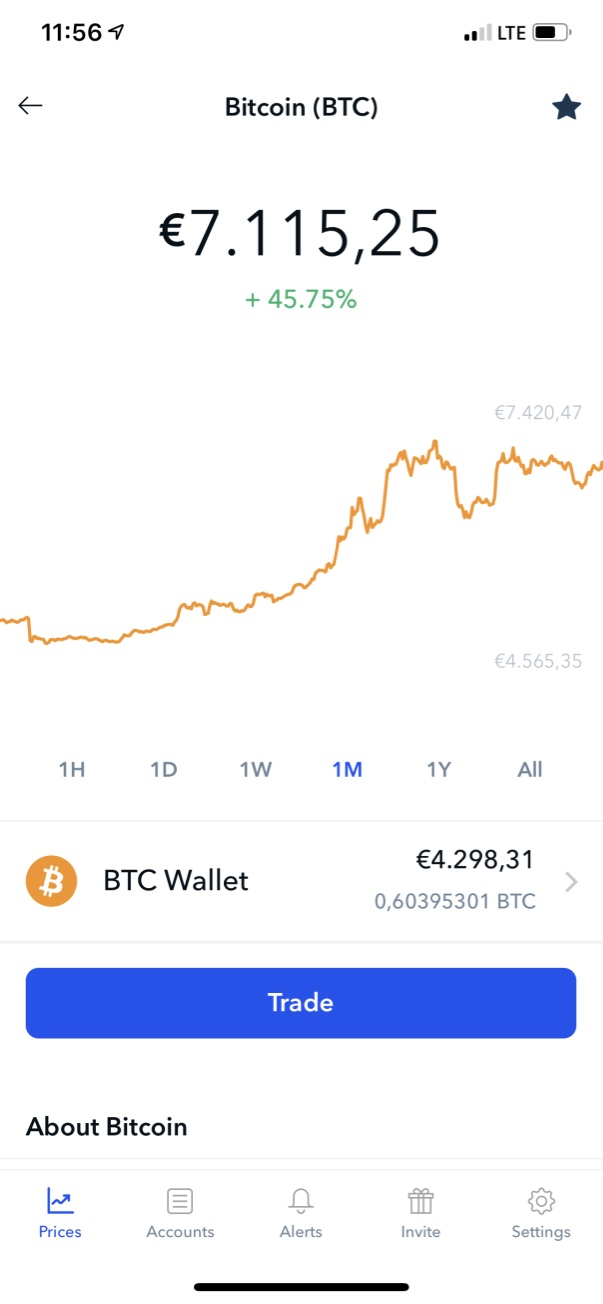 11:56 LTE
Bitcoin (BTC)
€7.115,25
+ 45.75%
€7.420,47
€4.565,35
1H 1D 1W 1M 1Y All
BTC Wallet €4.298,31
0,60395301 BTC
Trade
About Bitcoin
Prices Accounts Alerts Invite Settings